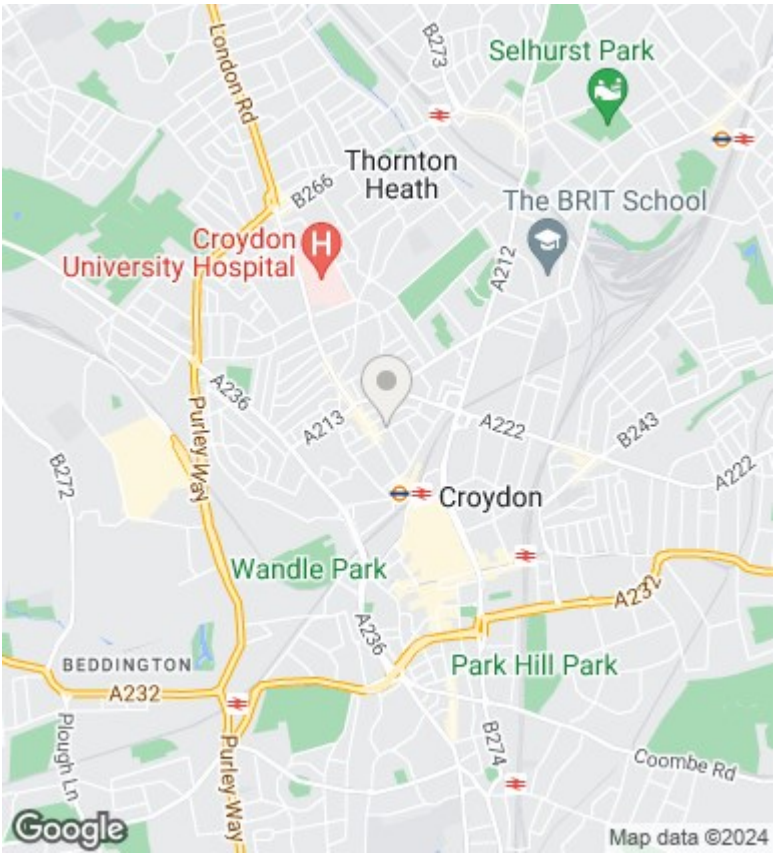 London Rd
B273
Selhurst Park
Thornton
Heath
B266
The BRIT School
Croydon
University Hospital
H
A212
A236
A213
A222
B243
A222
Purley Way
B272
Croydon
Wandle Park
A232
A236
BEDDINGTON
A232
Park Hill Park
Plough Ln
Purley Way
B274
Coombe Rd
Google
Map data ©2024